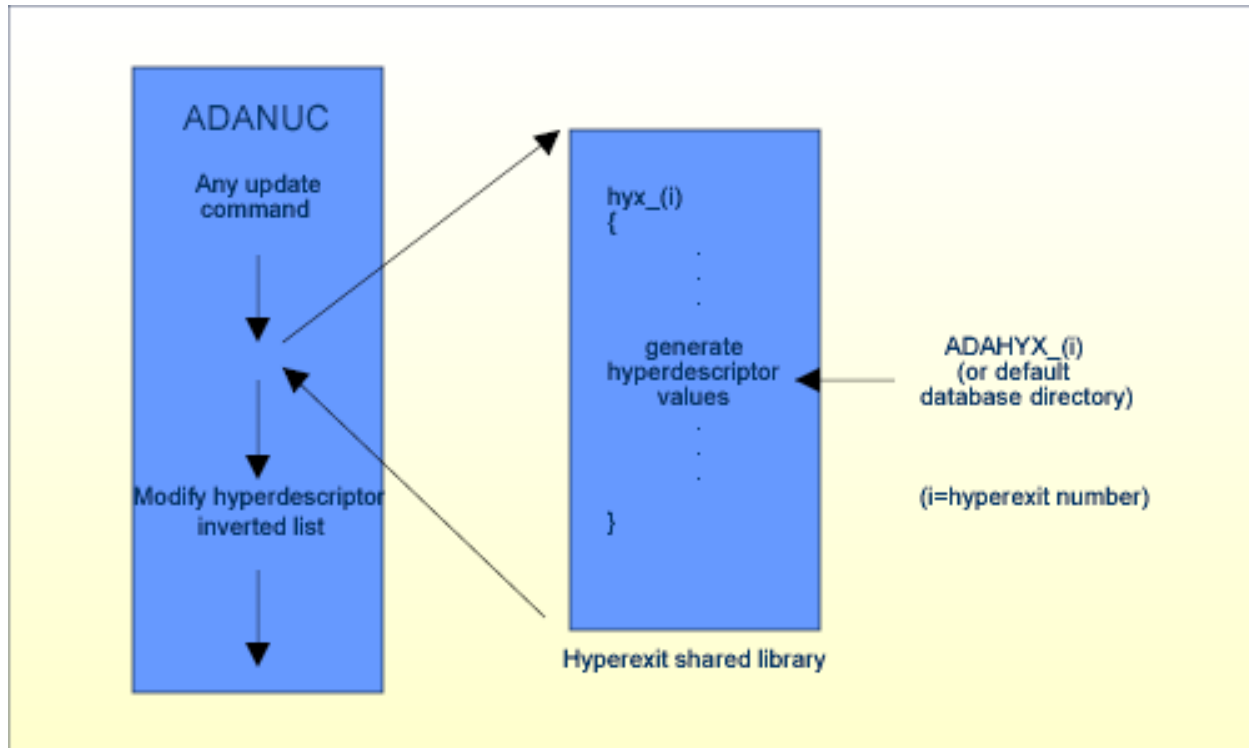 ADANUC
Any update
command
Modify hyperdescriptor
inverted list
hyx_(i)
{
.
.
.
generate
hyperdescriptor
values
.
.
.
}
Hyperexit shared library
ADAHYX_(i)
(or default
database directory)
(i=hyperexit number)